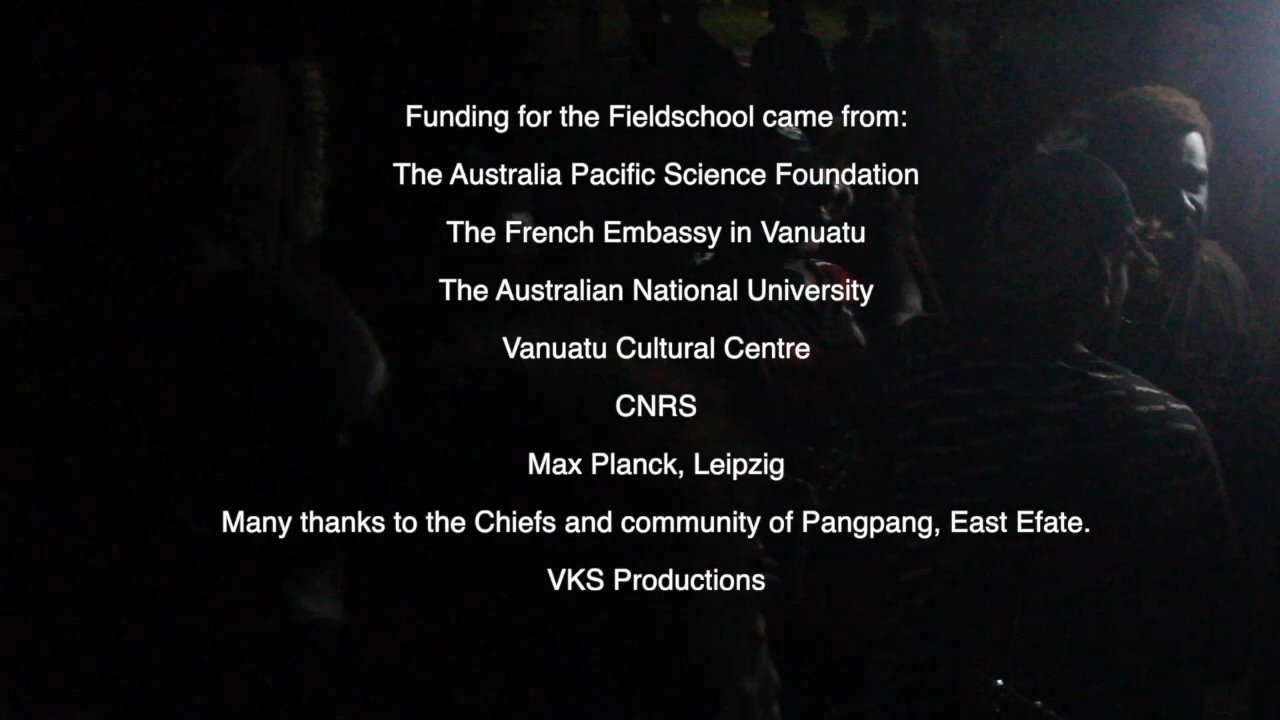 Funding for the Fieldschool came from:
The Australia Pacific Science Foundation
The French Embassy in Vanuatu
The Australian National University
Vanuatu Cultural Centre
CNRS
Max Planck, Leipzig
Many thanks to the Chiefs and community of Pangpang, East Efate.
VKS Productions